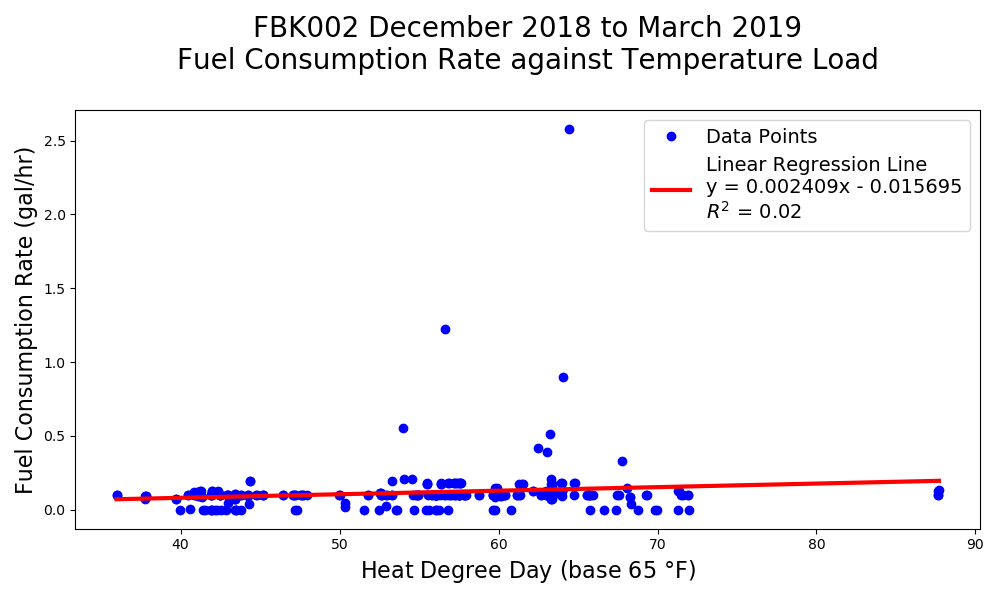 FBK002 December 2018 to March 2019
Fuel Consumption Rate against Temperature Load
Data Points
Linear Regression Line
y = 0.002409x - 0.015695
R² = 0.02
Fuel Consumption Rate (gal/hr)
2.5
2.0
1.5
1.0
0.5
0.0
40 50 60 70 80 90
Heat Degree Day (base 65 °F)